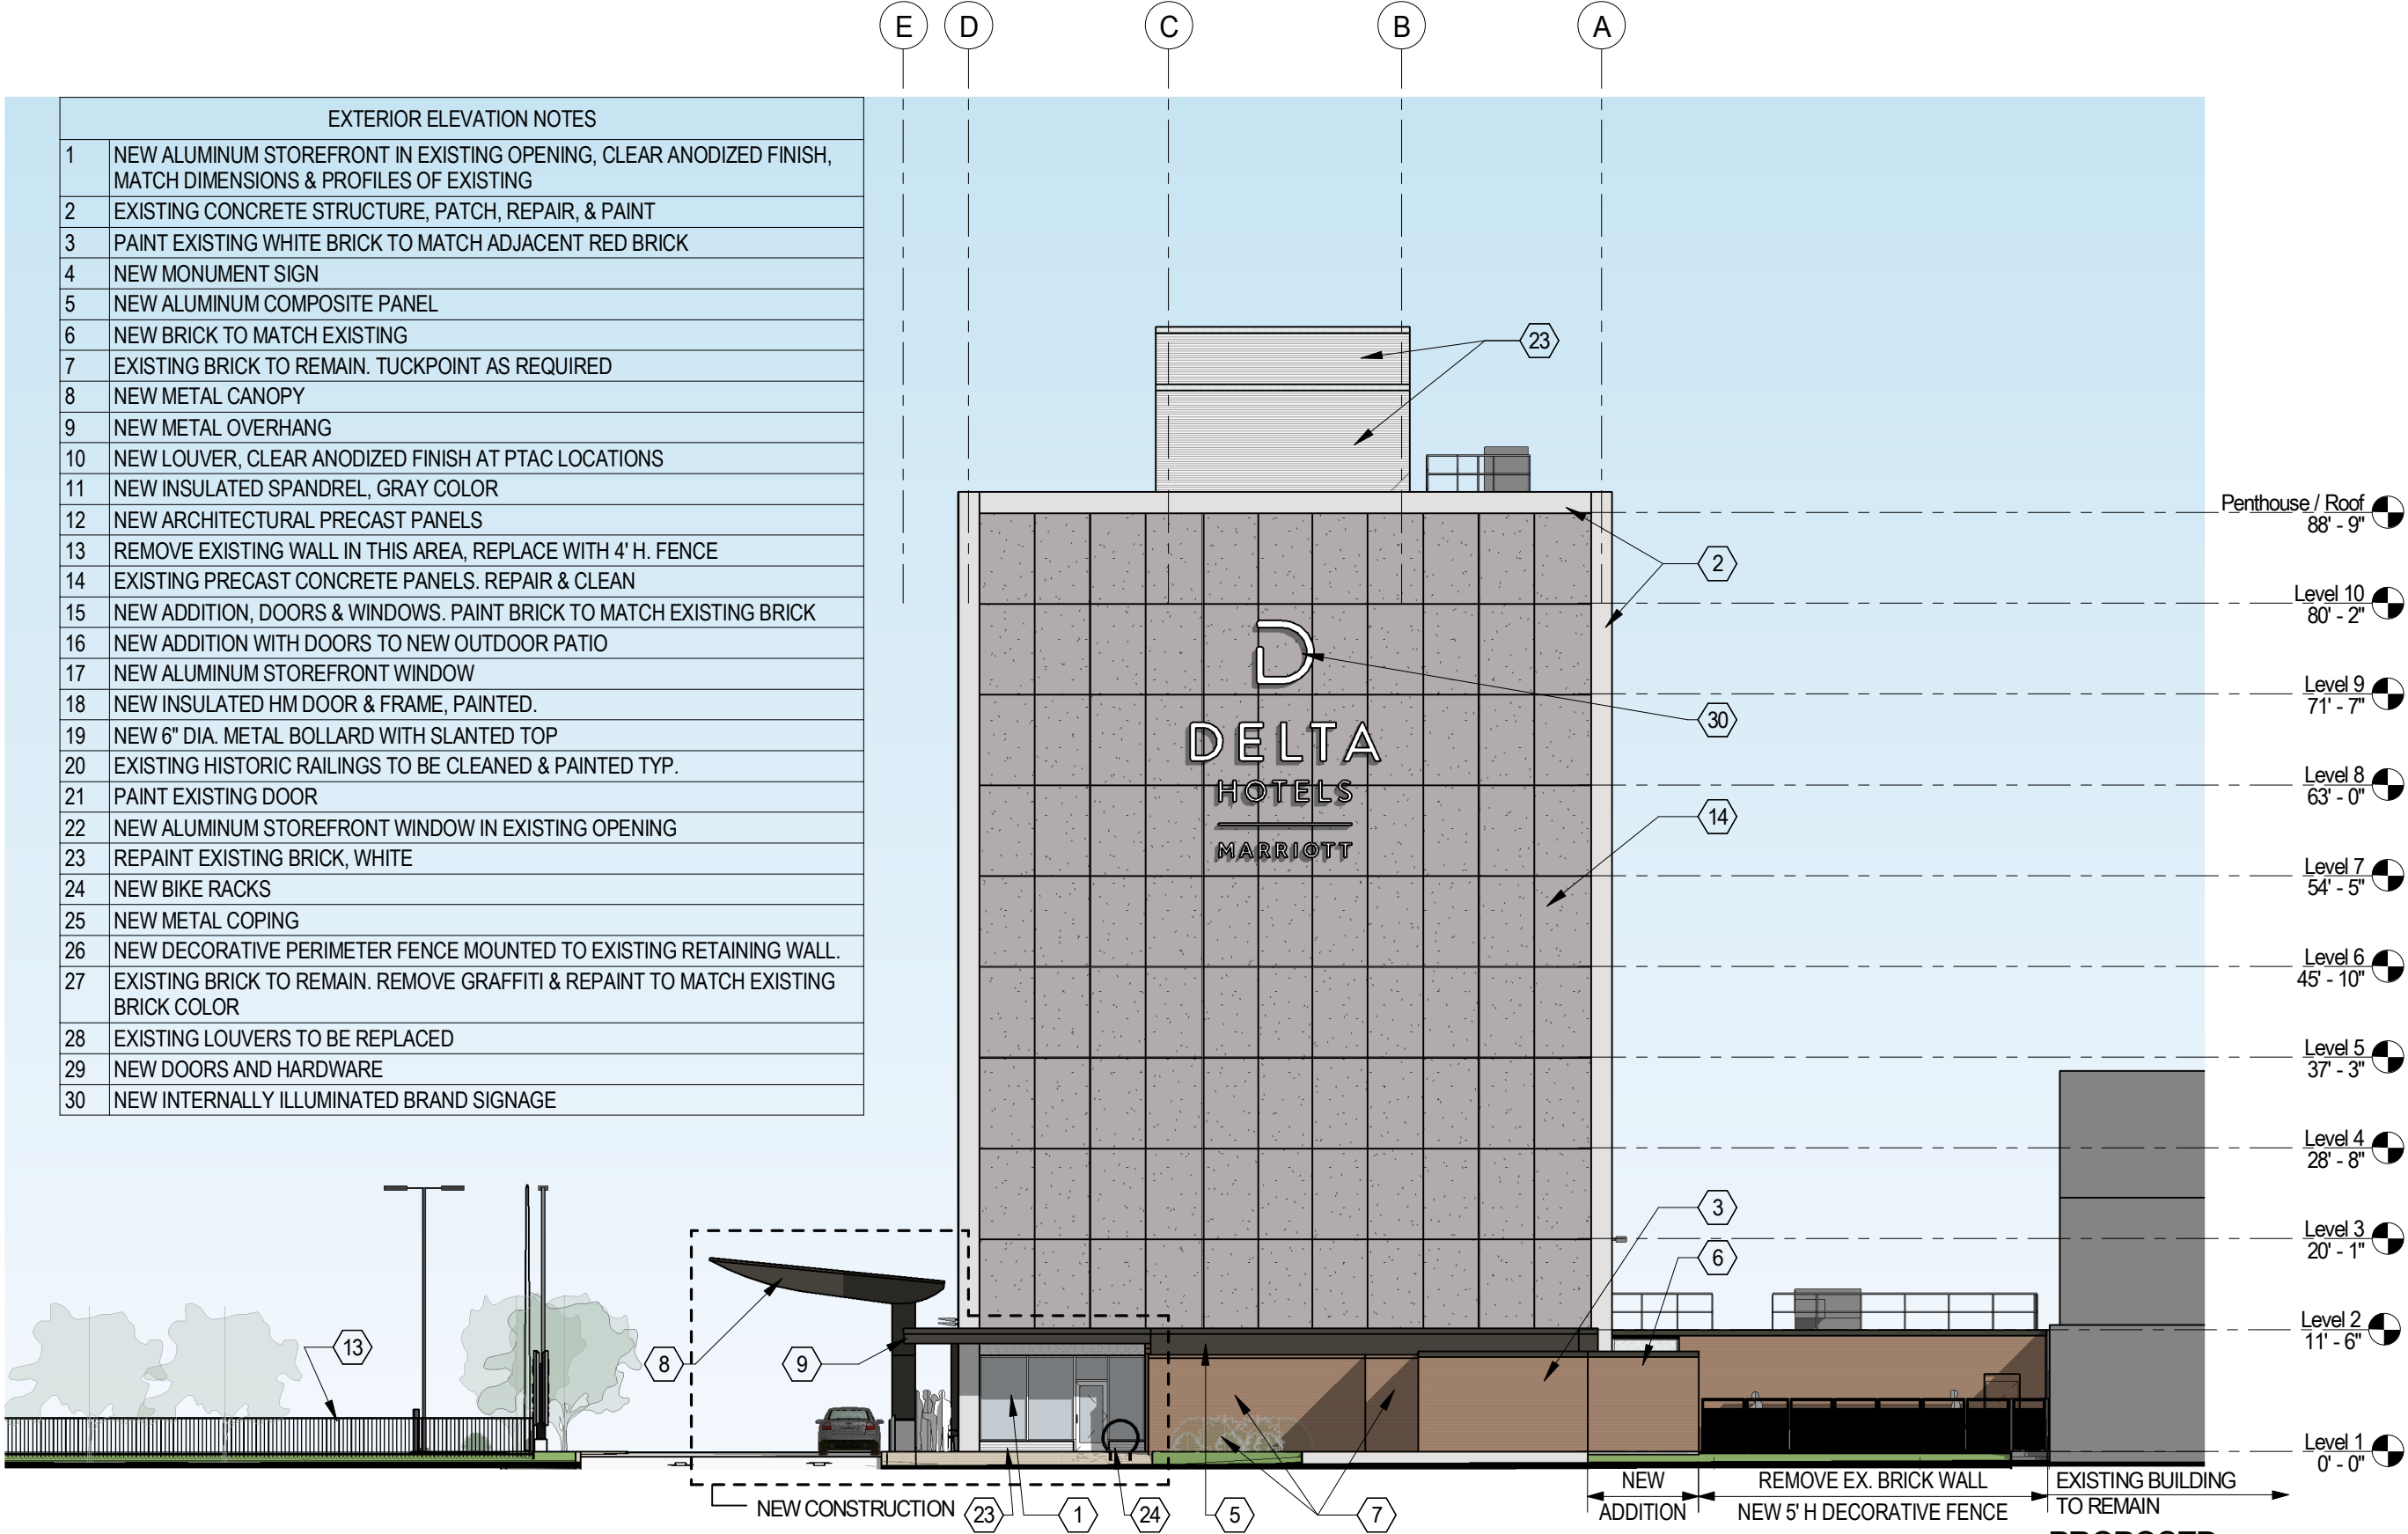 E D C B A
EXTERIOR ELEVATION NOTES
1 NEW ALUMINUM STOREFRONT IN EXISTING OPENING, CLEAR ANODIZED FINISH,
MATCH DIMENSIONS & PROFILES OF EXISTING
2 EXISTING CONCRETE STRUCTURE, PATCH, REPAIR, & PAINT
3 PAINT EXISTING WHITE BRICK TO MATCH ADJACENT RED BRICK
4 NEW MONUMENT SIGN
5 NEW ALUMINUM COMPOSITE PANEL
6 NEW BRICK TO MATCH EXISTING
7 EXISTING BRICK TO REMAIN. TUCKPOINT AS REQUIRED
8 NEW METAL CANOPY
9 NEW METAL OVERHANG
10 NEW LOUVER, CLEAR ANODIZED FINISH AT PTAC LOCATIONS
11 NEW INSULATED SPANDREL, GRAY COLOR
12 NEW ARCHITECTURAL PRECAST PANELS
13 REMOVE EXISTING WALL IN THIS AREA, REPLACE WITH 4' H. FENCE
14 EXISTING PRECAST CONCRETE PANELS. REPAIR & CLEAN
15 NEW ADDITION, DOORS & WINDOWS. PAINT BRICK TO MATCH EXISTING BRICK
16 NEW ADDITION WITH DOORS TO NEW OUTDOOR PATIO
17 NEW ALUMINUM STOREFRONT WINDOW
18 NEW INSULATED HM DOOR & FRAME, PAINTED.
19 NEW 6" DIA. METAL BOLLARD WITH SLANTED TOP
20 EXISTING HISTORIC RAILINGS TO BE CLEANED & PAINTED TYP.
21 PAINT EXISTING DOOR
22 NEW ALUMINUM STOREFRONT WINDOW IN EXISTING OPENING
23 REPAINT EXISTING BRICK, WHITE
24 NEW BIKE RACKS
25 NEW METAL COPING
26 NEW DECORATIVE PERIMETER FENCE MOUNTED TO EXISTING RETAINING WALL.
27 EXISTING BRICK TO REMAIN. REMOVE GRAFFITI & REPAINT TO MATCH EXISTING
BRICK COLOR
28 EXISTING LOUVERS TO BE REPLACED
29 NEW DOORS AND HARDWARE
30 NEW INTERNALLY ILLUMINATED BRAND SIGNAGE
23
2
30
14
3
6
D
DELTA
HOTELS
MARRIOTT
Penthouse / Roof
88' - 9"
Level 10
80' - 2"
Level 9
71' - 7"
Level 8
63' - 0"
Level 7
54' - 5"
Level 6
45' - 10"
Level 5
37' - 3"
Level 4
28' - 8"
Level 3
20' - 1"
Level 2
11' - 6"
Level 1
0' - 0"
13
8
9
NEW CONSTRUCTION
23
1
24
5
7
NEW
ADDITION
REMOVE EX. BRICK WALL
NEW 5' H DECORATIVE FENCE
EXISTING BUILDING
TO REMAIN